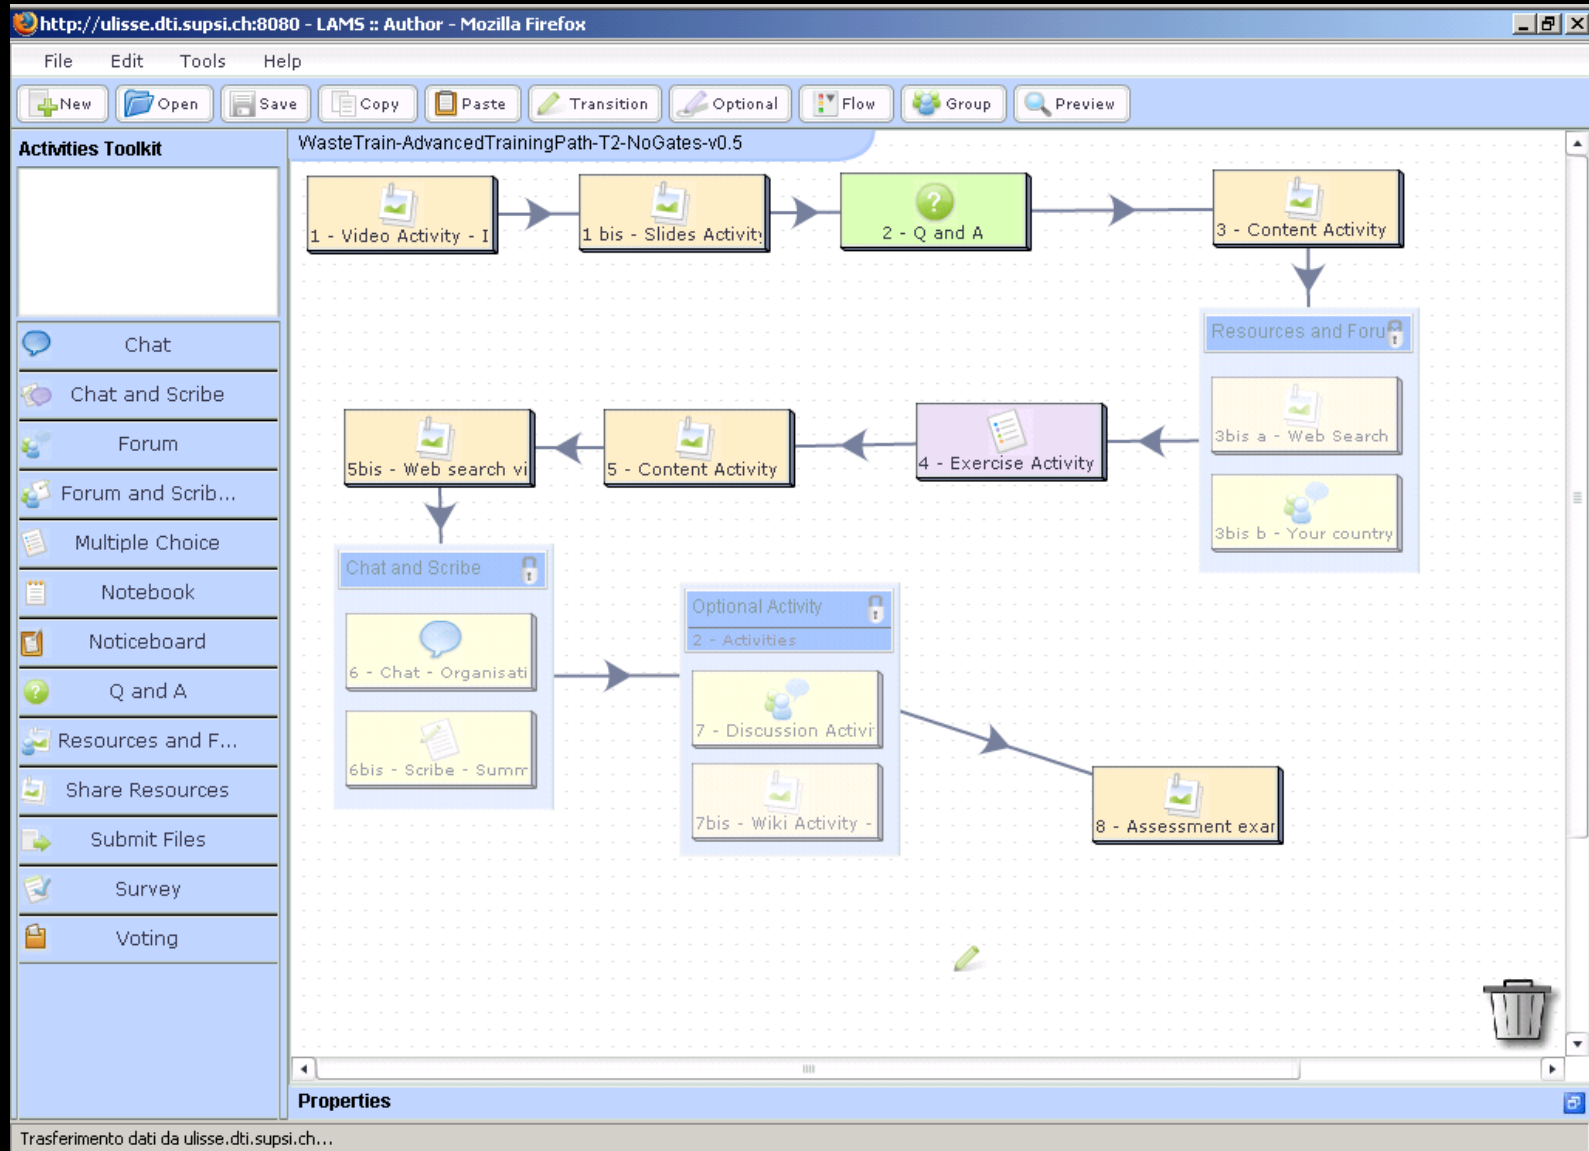 http://ulisse.dti.supsi.ch:8080 - LAMS :: Author - Mozilla Firefox
File Edit Tools Help
New Open Save Copy Paste Transition Optional Flow Group Preview
Activities Toolkit
WasteTrain-AdvancedTrainingPath-T2-NoGates-v0.5
1 - Video Activity - I
1 bis - Slides Activity
2 - Q and A
3 - Content Activity
Resources and Foru
3bis a - Web Search
3bis b - Your country
4 - Exercise Activity
5 - Content Activity
5bis - Web search vi
Chat and Scribe
6 - Chat - Organisati
6bis - Scribe - Summ
Optional Activity
2 - Activities
7 - Discussion Activi
7bis - Wiki Activity -
8 - Assessment exam
Chat
Chat and Scribe
Forum
Forum and Scrib...
Multiple Choice
Notebook
Noticeboard
Q and A
Resources and F...
Share Resources
Submit Files
Survey
Voting
Properties
Trasferimento dati da ulisse.dti.supsi.ch...